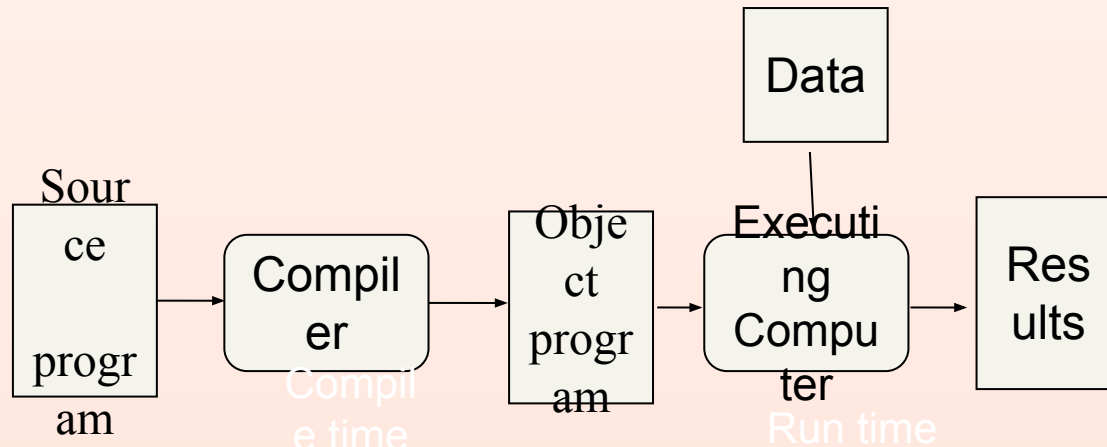 Data
Sour
ce
progr
am
Compil
er
Compil
e time
Obje
ct
progr
am
Executi
ng
Compu
ter
Run time
Res
ults